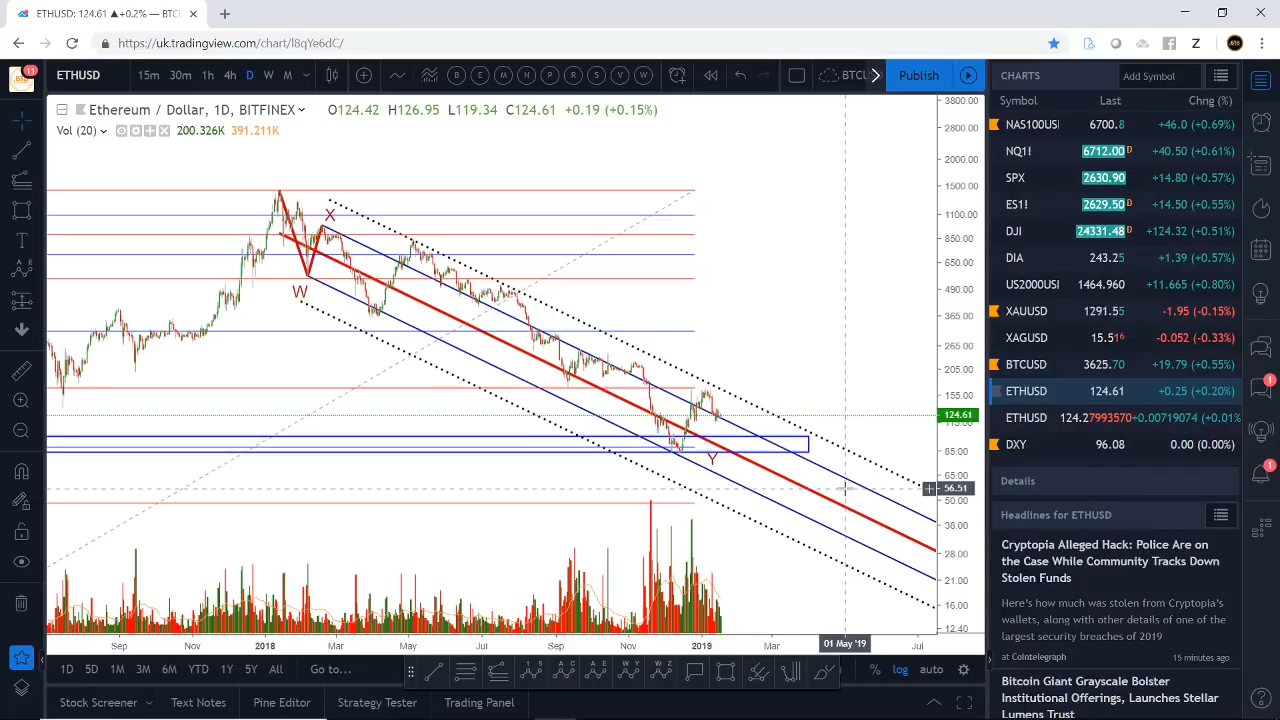 ETHUSD: 124.61 ▲+0.2% — BTCU
https://uk.tradingview.com/chart/l8qYe6dC/
11
ETHUSD
15m 30m 1h 4h D W M
BTCU
Publish
CHARTS
Add Symbol
Ethereum / Dollar, 1D, BITFINEX
O124.42 H126.95 L119.34 C124.61 +0.19 (+0.15%)
Vol (20) 200.326K 391.211K
Symbol Last Chng (%)
NAS100USD 6700.8 +46.0 (+0.69%)
NQ1! 6712.00 D +40.50 (+0.61%)
SPX 2630.90 +14.80 (+0.57%)
ES1! 2629.50 D +14.50 (+0.55%)
DJI 24331.48 D +124.32 (+0.51%)
DIA 243.25 +1.39 (+0.57%)
US2000USD 1464.960 +11.665 (+0.80%)
XAUUSD 1291.55 -1.95 (-0.15%)
XAGUSD 15.516 -0.052 (-0.33%)
BTCUSD 3625.70 +19.79 (+0.55%)
ETHUSD 124.61 +0.25 (+0.20%)
ETHUSD 124.27993570 +0.00719074 (+0.01%
DXY 96.08 0.00 (0.00%)
Details
Headlines for ETHUSD
Cryptopia Alleged Hack: Police Are on
the Case While Community Tracks Down
Stolen Funds
Here's how much was stolen from Cryptopia's
wallets, along with other details of one of the
largest security breaches of 2019
at Cointelegraph 15 minutes ago
Bitcoin Giant Grayscale Bolster
Institutional Offerings, Launches Stellar
Lumens Trust
X
W
Y
3800.00
2800.00
2000.00
1500.00
1100.00
850.00
650.00
490.00
365.00
265.00
205.00
155.00
124.61
115.00
85.00
65.00
56.51
50.00
38.00
28.00
21.00
16.00
12.40
Sep Nov 2018 Mar May Jul Sep Nov 2019 Mar 01 May '19 Jul
1D 5D 1M 3M 6M YTD 1Y 5Y All Go to...
% log auto
Stock Screener Text Notes Pine Editor Strategy Tester Trading Panel